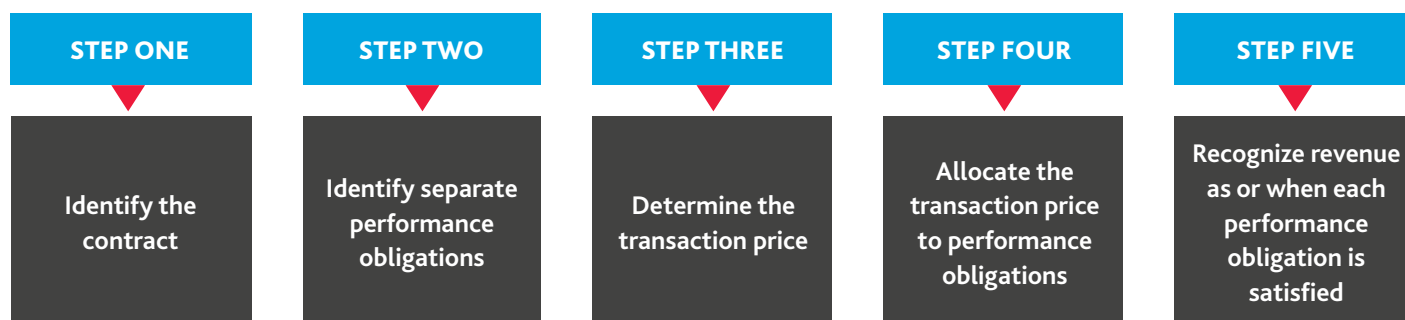 STEP ONE
Identify the
contract
STEP TWO
Identify separate
performance
obligations
STEP THREE
Determine the
transaction price
STEP FOUR
Allocate the
transaction price
to performance
obligations
STEP FIVE
Recognize revenue
as or when each
performance
obligation is
satisfied